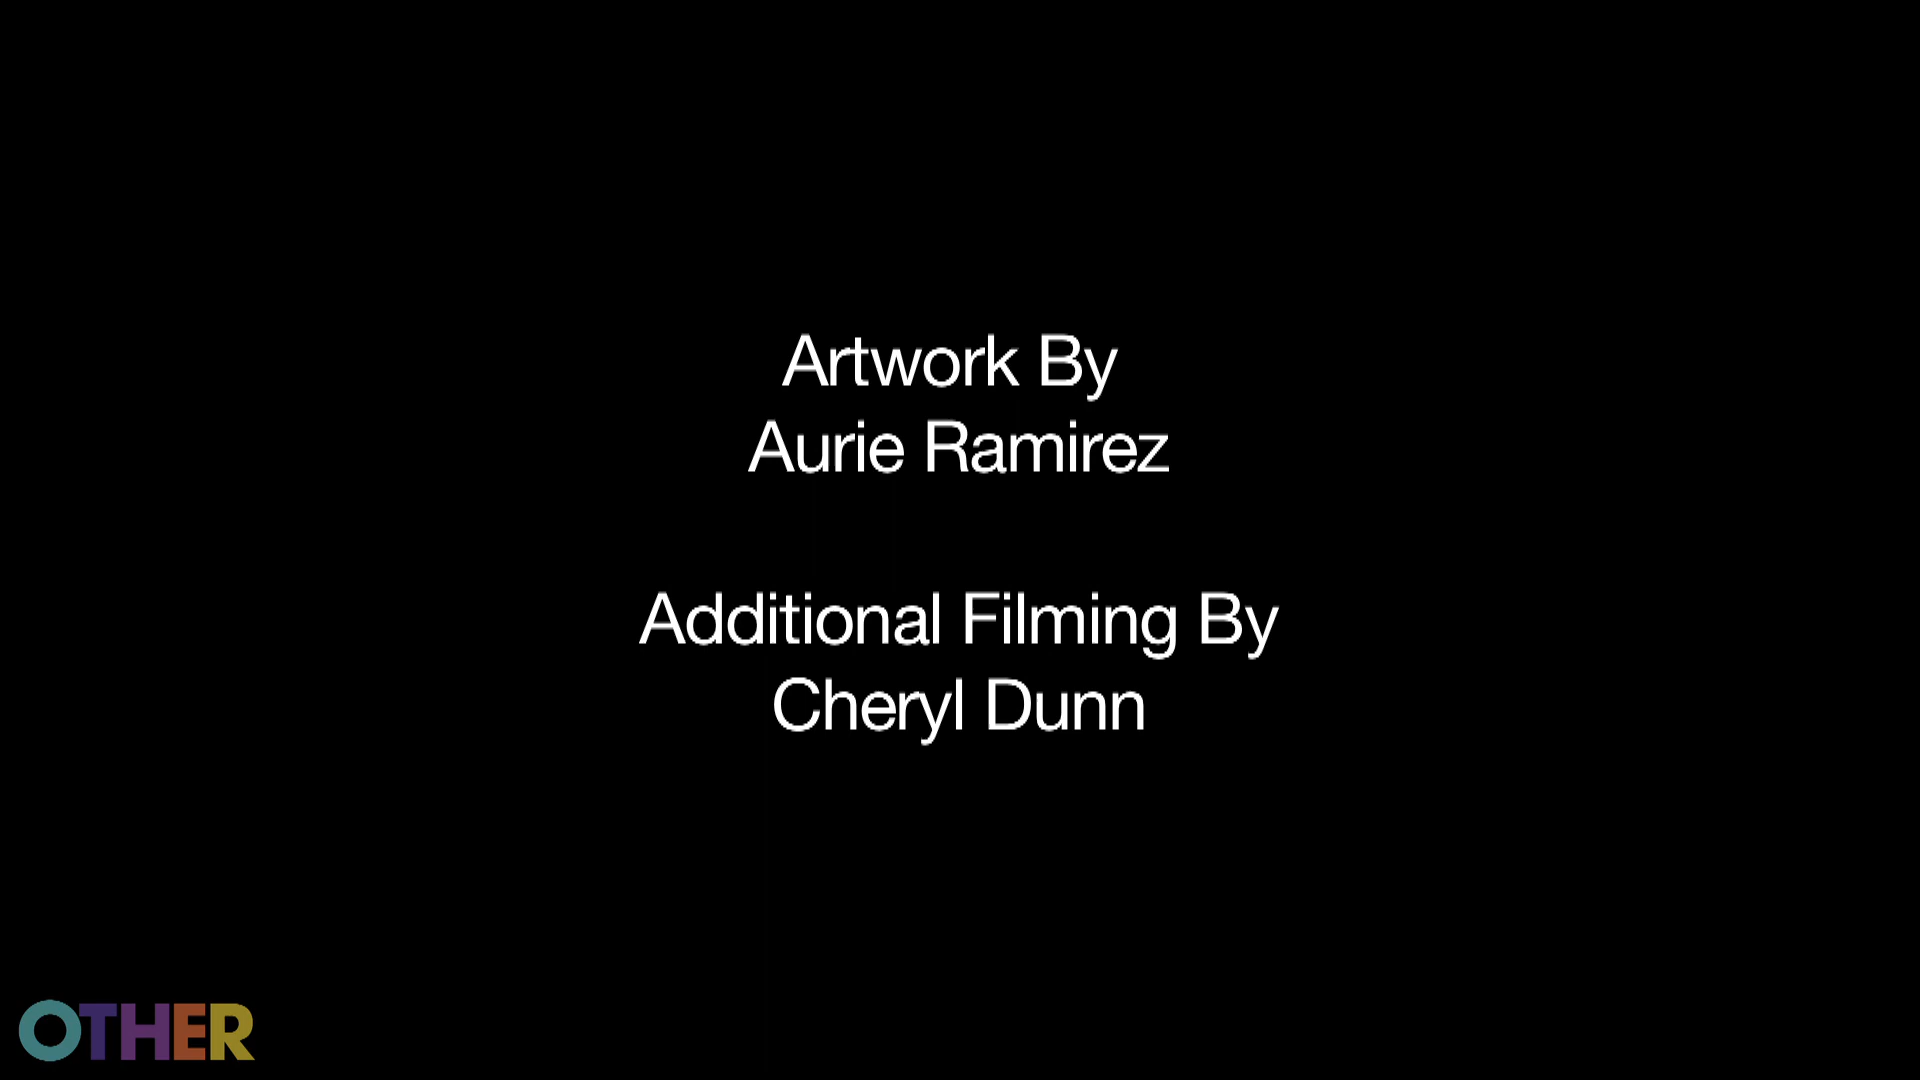 Artwork By
Aurie Ramirez
Additional Filming By
Cheryl Dunn
OTHER